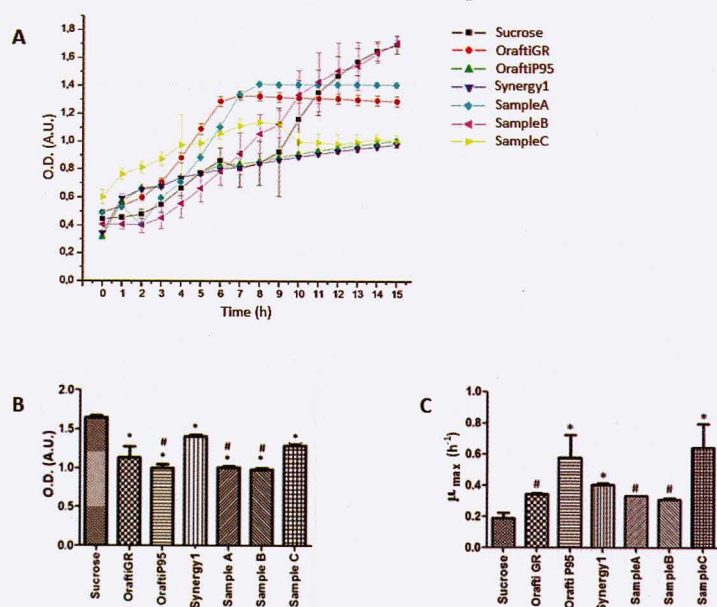 A
Sucrose
OraftiGR
OraftiP95
Synergy1
SampleA
SampleB
SampleC
O.D. (A.U.)
1,8
1,6
1,4
1,2
1,0
0,8
0,6
0,4
0,2
0,0
0 1 2 3 4 5 6 7 8 9 10 11 12 13 14 15
Time (h)
B
O.D. (A.U.)
2.0
1.5
1.0
0.5
0.0
*
# *
*
# *
# *
*
Sucrose
OraftiGR
OraftiP95
Synergy1
Sample A
Sample B
Sample C
C
μ max (h⁻¹)
1.0
0.8
0.6
0.4
0.2
0.0
#
*
*
#
#
*
Sucrose
Orafti GR
Orafti P95
Synergy1
SampleA
SampleB
SampleC